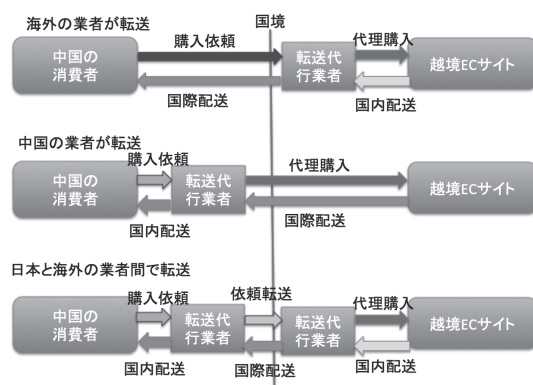 海外の業者が転送
国境
中国の
消費者
購入依頼
国際配送
転送代
行業者
代理購入
国内配送
越境ECサイト
中国の業者が転送
中国の
消費者
購入依頼
国内配送
転送代
行業者
代理購入
国際配送
越境ECサイト
日本と海外の業者間で転送
中国の
消費者
購入依頼
国内配送
転送代
行業者
依頼転送
国際配送
転送代
行業者
代理購入
国内配送
越境ECサイト